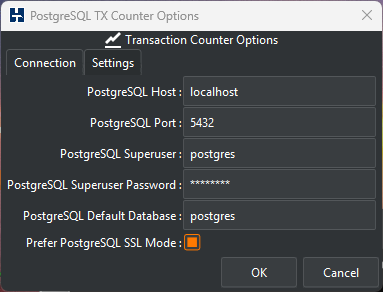 PostgreSQL TX Counter Options
Transaction Counter Options
Connection Settings
PostgreSQL Host : localhost
PostgreSQL Port : 5432
PostgreSQL Superuser : postgres
PostgreSQL Superuser Password : ********
PostgreSQL Default Database : postgres
Prefer PostgreSQL SSL Mode :
OK Cancel